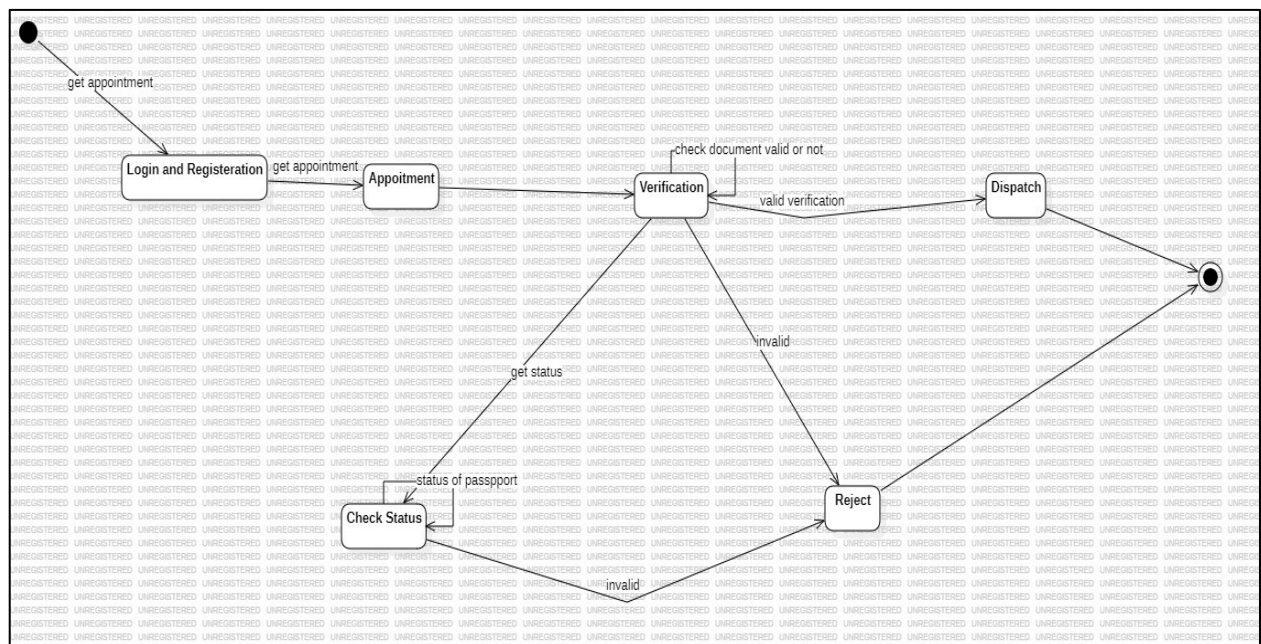 get appointment
Login and Registeration
get appointment
Appoitment
check document valid or not
Verification
valid verification
Dispatch
invalid
get status
status of passpport
Check Status
Reject
invalid
UNREGISTERED